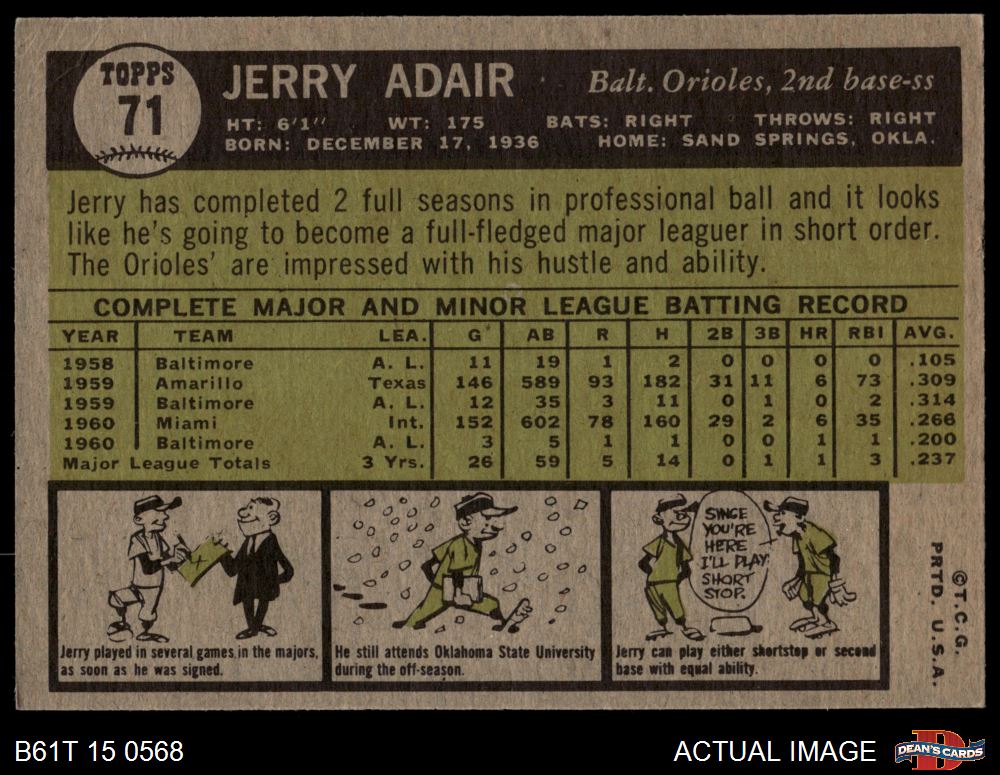 TOPPS
71
JERRY ADAIR
Balt. Orioles, 2nd base-ss
HT: 6'1" WT: 175 BATS: RIGHT THROWS: RIGHT
BORN: DECEMBER 17, 1936 HOME: SAND SPRINGS, OKLA.
Jerry has completed 2 full seasons in professional ball and it looks
like he's going to become a full-fledged major leaguer in short order.
The Orioles' are impressed with his hustle and ability.
COMPLETE MAJOR AND MINOR LEAGUE BATTING RECORD
YEAR TEAM LEA. G AB R H 2B 3B HR RBI AVG.
1958 Baltimore A. L. 11 19 1 2 0 0 0 0 .105
1959 Amarillo Texas 146 589 93 182 31 11 6 73 .309
1959 Baltimore A. L. 12 35 3 11 0 1 0 2 .314
1960 Miami Int. 152 602 78 160 29 2 6 35 .266
1960 Baltimore A. L. 3 5 1 1 0 0 1 1 .200
Major League Totals 3 Yrs. 26 59 5 14 0 1 1 3 .237
Jerry played in several games in the majors,
as soon as he was signed.
He still attends Oklahoma State University
during the off-season.
SINCE
YOU'RE
HERE
I'LL PLAY
SHORT
STOP.
Jerry can play either shortstop or second
base with equal ability.
©T.C.G.
PRTD. U.S.A.
B61T 15 0568
ACTUAL IMAGE
DEAN'S CARDS